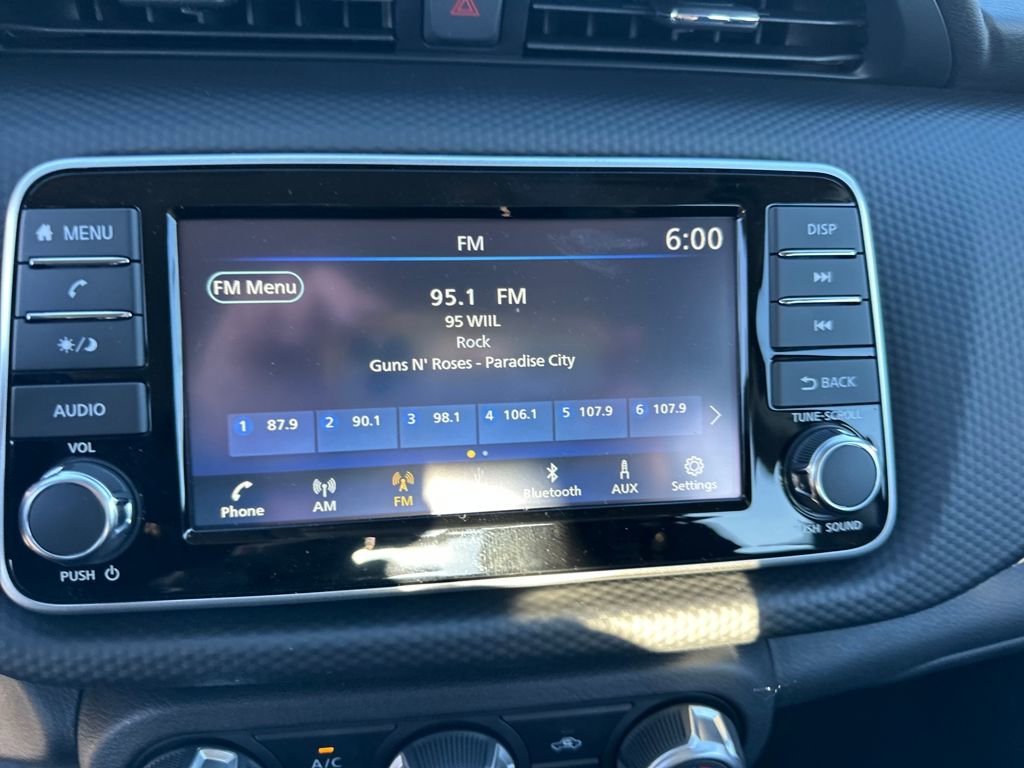 MENU
AUDIO
VOL
PUSH
FM
6:00
FM Menu
95.1 FM
95 WIIL
Rock
Guns N' Roses - Paradise City
1 87.9 2 90.1 3 98.1 4 106.1 5 107.9 6 107.9
Phone AM FM Bluetooth AUX Settings
DISP
BACK
TUNE·SCROLL
SOUND
A/C